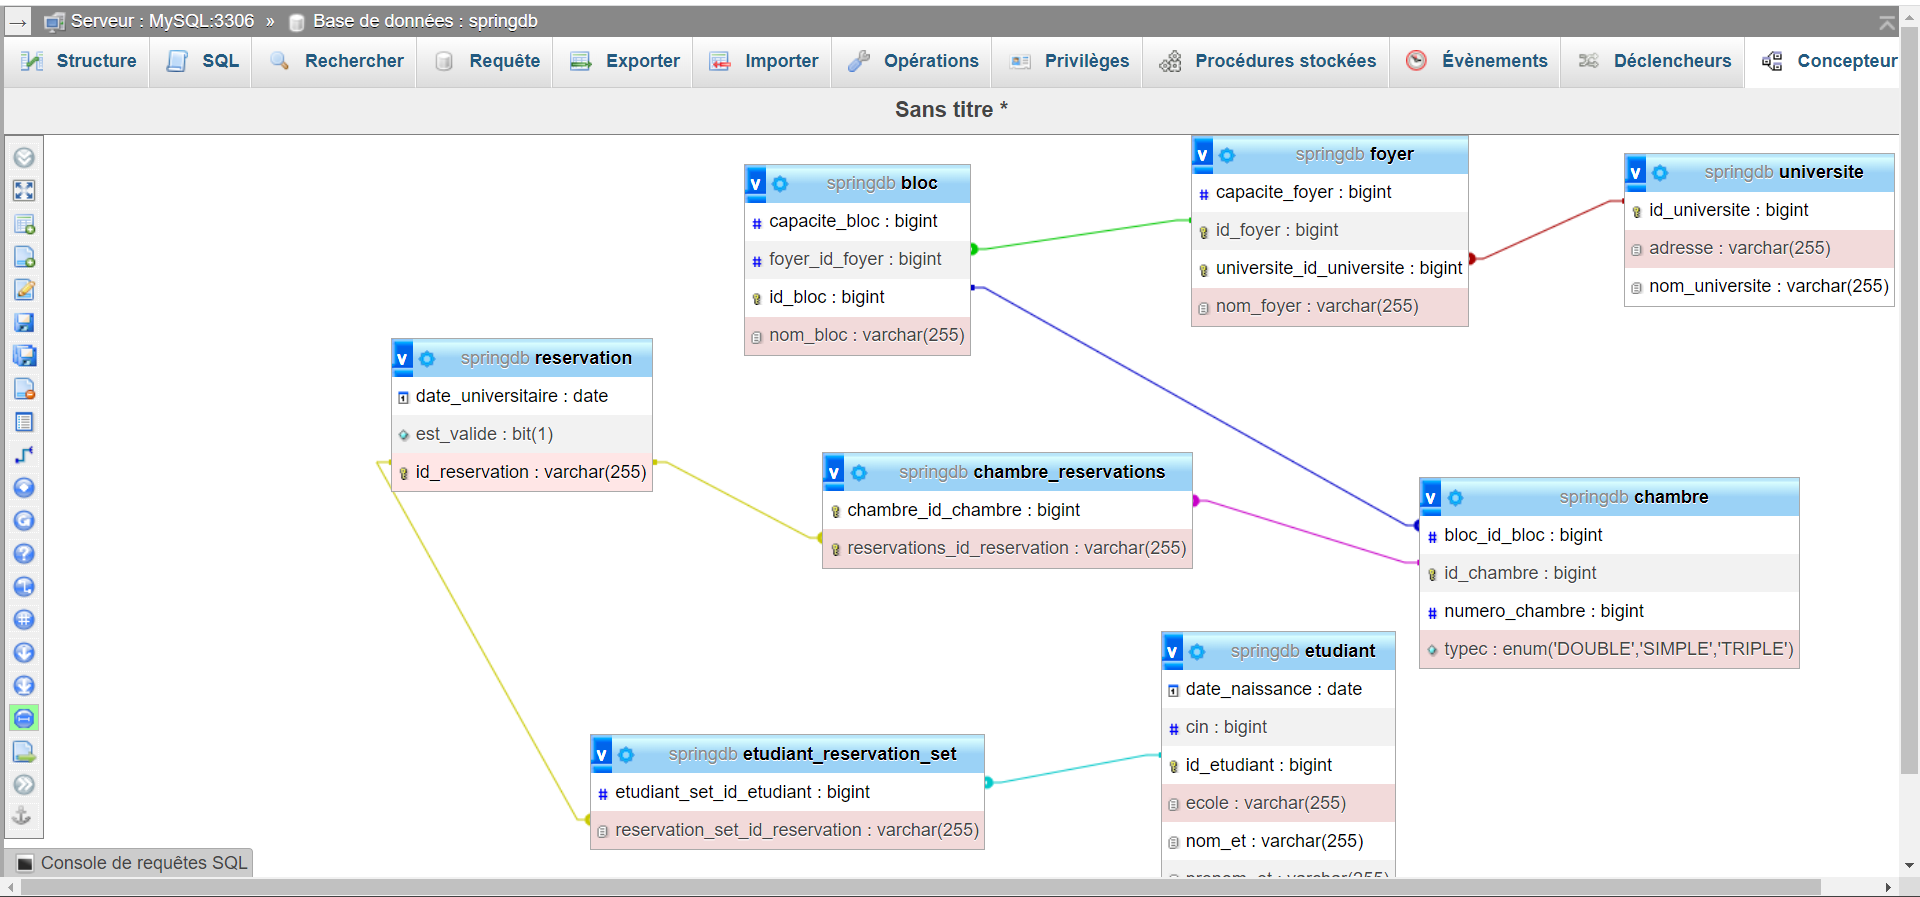 Serveur : MySQL:3306 » Base de données : springdb
Structure SQL Rechercher Requête Exporter Importer Opérations Privilèges Procédures stockées Évènements Déclencheurs Concepteur
Sans titre *
springdb bloc
# capacite_bloc : bigint
# foyer_id_foyer : bigint
id_bloc : bigint
nom_bloc : varchar(255)
springdb foyer
# capacite_foyer : bigint
id_foyer : bigint
universite_id_universite : bigint
nom_foyer : varchar(255)
springdb universite
id_universite : bigint
adresse : varchar(255)
nom_universite : varchar(255)
springdb reservation
date_universitaire : date
est_valide : bit(1)
id_reservation : varchar(255)
springdb chambre_reservations
chambre_id_chambre : bigint
reservations_id_reservation : varchar(255)
springdb chambre
# bloc_id_bloc : bigint
id_chambre : bigint
# numero_chambre : bigint
typec : enum('DOUBLE','SIMPLE','TRIPLE')
springdb etudiant
date_naissance : date
# cin : bigint
id_etudiant : bigint
ecole : varchar(255)
nom_et : varchar(255)
prenom_et : varchar(255)
springdb etudiant_reservation_set
# etudiant_set_id_etudiant : bigint
reservation_set_id_reservation : varchar(255)
Console de requêtes SQL